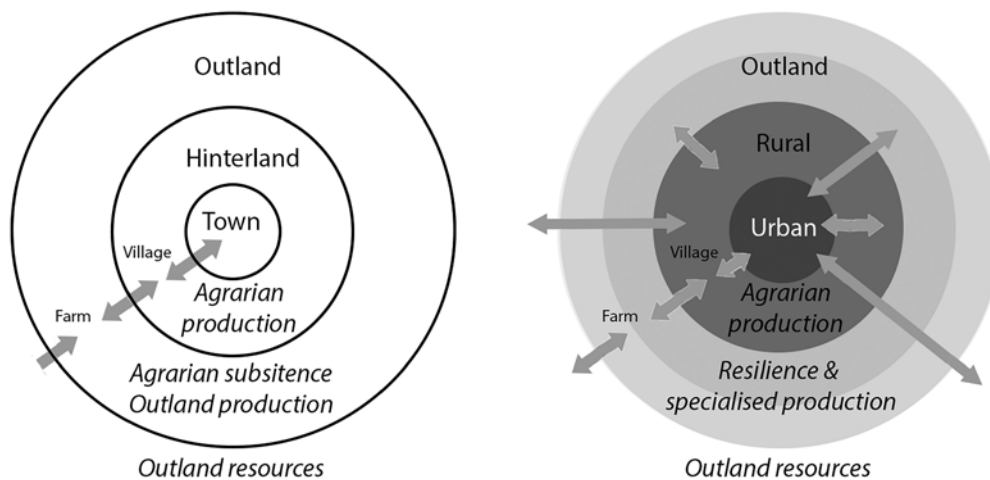 Outland
Hinterland
Town
Village
Farm
Agrarian
production
Agrarian subsitence
Outland production
Outland resources
Outland
Rural
Urban
Village
Farm
Agrarian
production
Resilience &
specialised production
Outland resources